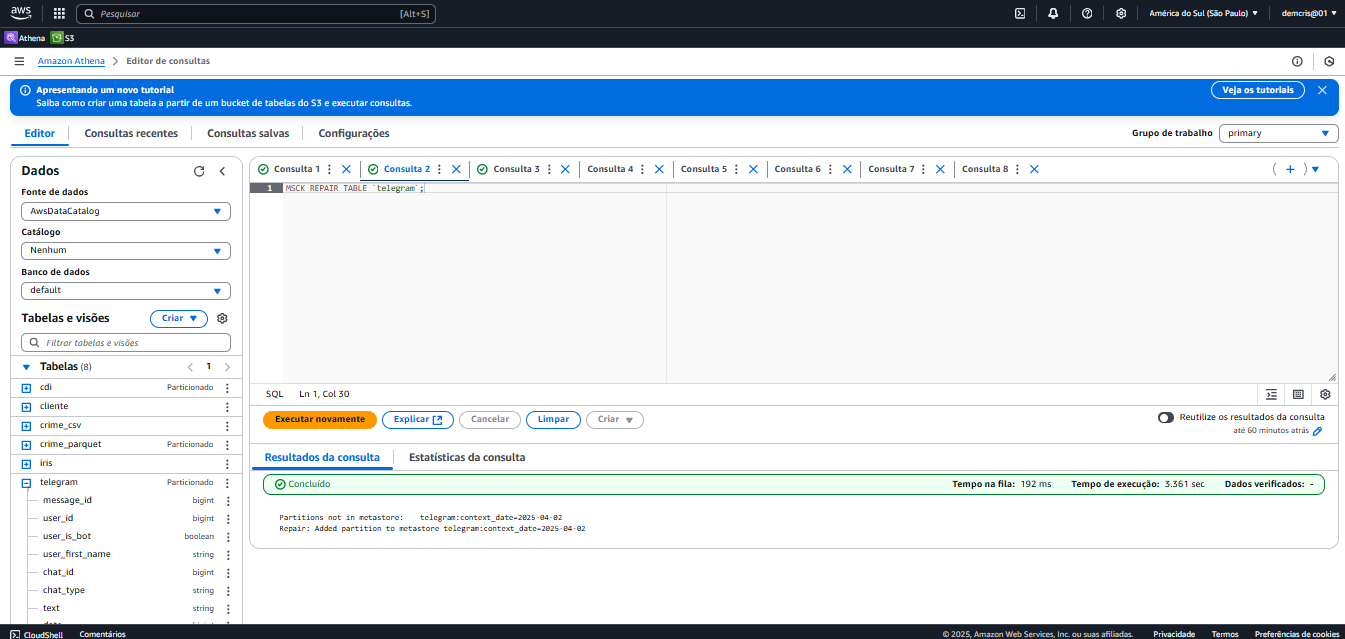 aws
Pesquisar [Alt+S]
América do Sul (São Paulo) demcris@01
Athena S3
Amazon Athena Editor de consultas
Apresentando um novo tutorial
Saiba como criar uma tabela a partir de um bucket de tabelas do S3 e executar consultas.
Veja os tutoriais
Editor Consultas recentes Consultas salvas Configurações
Grupo de trabalho primary
Dados
Fonte de dados
AwsDataCatalog
Catálogo
Nenhum
Banco de dados
default
Tabelas e visões Criar
Filtrar tabelas e visões
Tabelas (8) 1
cdi Particionado
cliente
crime_csv
crime_parquet Particionado
iris
telegram Particionado
message_id bigint
user_id bigint
user_is_bot boolean
user_first_name string
chat_id bigint
chat_type string
text string
Consulta 1 Consulta 2 Consulta 3 Consulta 4 Consulta 5 Consulta 6 Consulta 7 Consulta 8
1 MSCK REPAIR TABLE `telegram`;
SQL Ln 1, Col 30
Executar novamente Explicar Cancelar Limpar Criar
Reutilize os resultados da consulta
até 60 minutos atrás
Resultados da consulta Estatísticas da consulta
Concluído Tempo na fila: 192 ms Tempo de execução: 3.361 sec Dados verificados: -
Partitions not in metastore: telegram:context_date=2025-04-02
Repair: Added partition to metastore telegram:context_date=2025-04-02
CloudShell Comentários © 2025, Amazon Web Services, Inc. ou suas afiliadas. Privacidade Termos Preferências de cookies